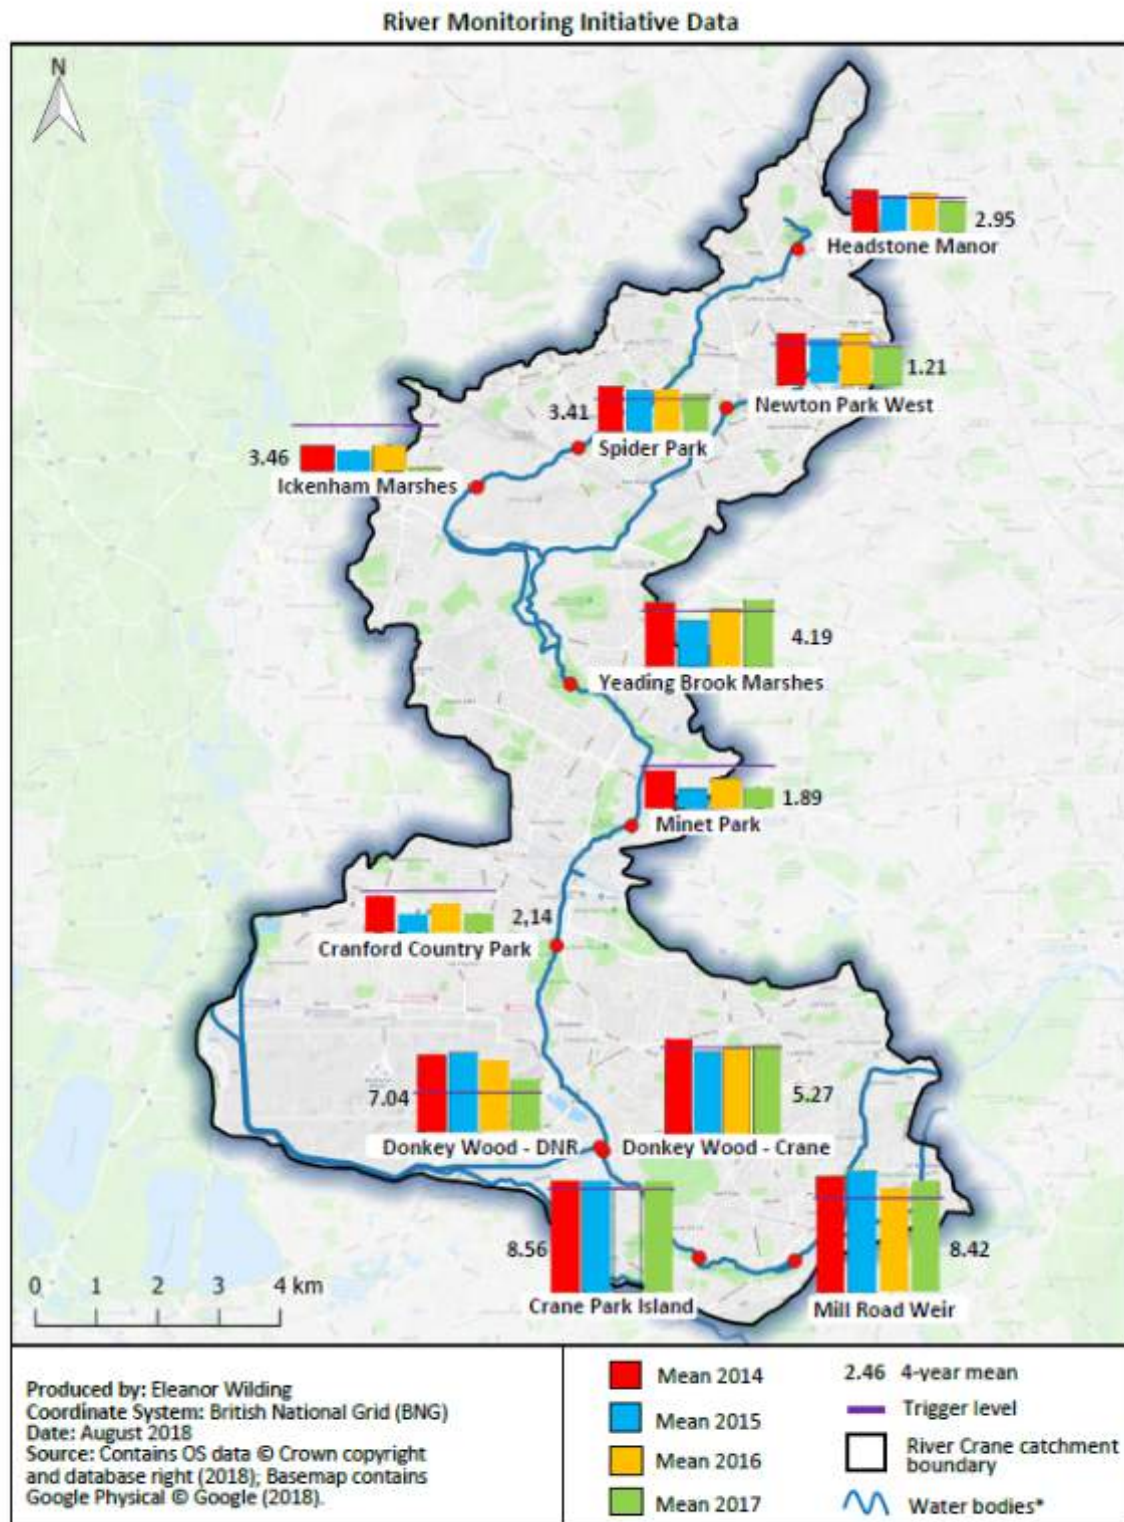 River Monitoring Initiative Data
N
2.95
Headstone Manor
1.21
Newton Park West
3.41
Spider Park
3.46
Ickenham Marshes
4.19
Yeading Brook Marshes
1.89
Minet Park
2,14
Cranford Country Park
7.04
Donkey Wood - DNR
5.27
Donkey Wood - Crane
8.56
Crane Park Island
8.42
Mill Road Weir
0 1 2 3 4 km
Produced by: Eleanor Wilding
Coordinate System: British National Grid (BNG)
Date: August 2018
Source: Contains OS data © Crown copyright
and database right (2018); Basemap contains
Google Physical © Google (2018).
Mean 2014
Mean 2015
Mean 2016
Mean 2017
2.46 4-year mean
Trigger level
River Crane catchment
boundary
Water bodies*